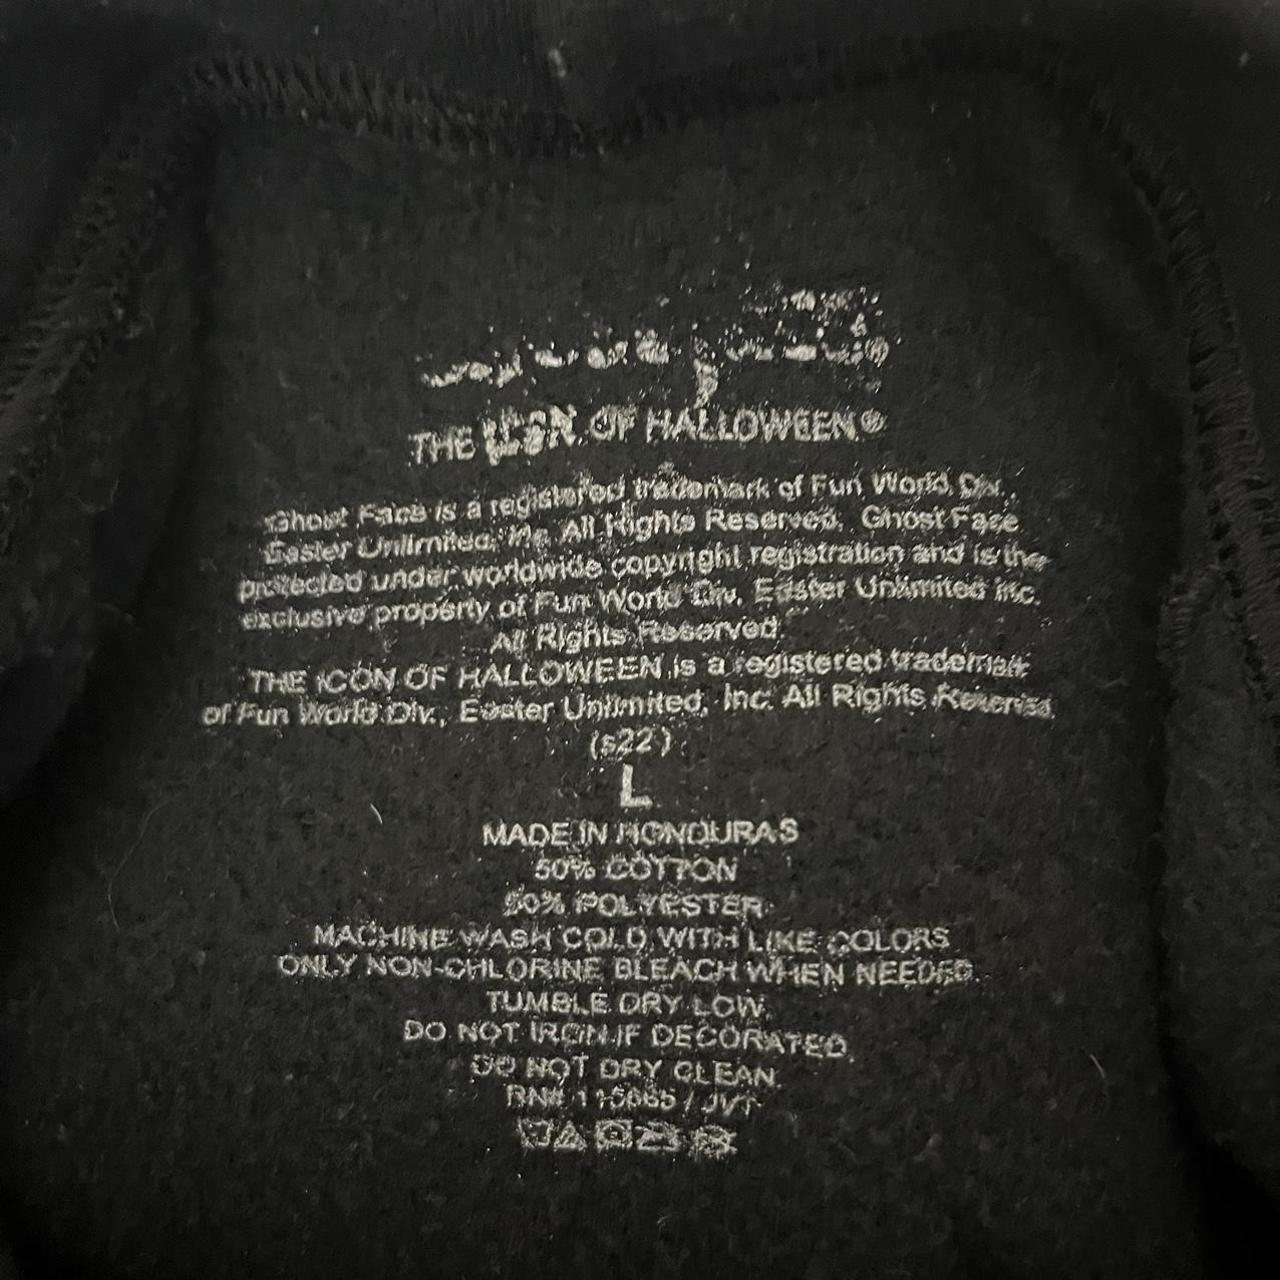 THE ICON OF HALLOWEEN®
Ghost Face is a registered trademark of Fun World, Div.,
Easter Unlimited, Inc. All Rights Reserved. Ghost Face
protected under worldwide copyright registration and is the
exclusive property of Fun World Div, Easter Unlimited Inc.
All Rights Reserved.
THE ICON OF HALLOWEEN is a registered trademark
of Fun World Div., Easter Unlimited, Inc. All Rights Reserved.
(s22)
L
MADE IN HONDURAS
50% COTTON
50% POLYESTER
MACHINE WASH COLD WITH LIKE COLORS
ONLY NON-CHLORINE BLEACH WHEN NEEDED.
TUMBLE DRY LOW.
DO NOT IRON IF DECORATED.
DO NOT DRY CLEAN
RN# / JVT